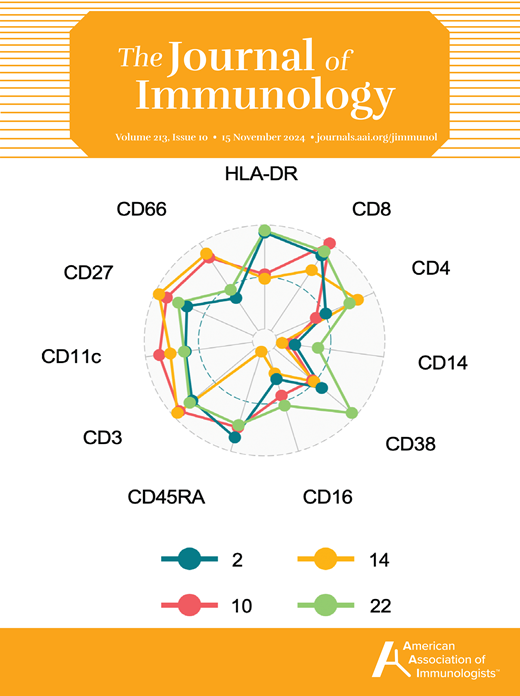 The Journal of
Immunology
Volume 213, Issue 10 • 15 November 2024 • journals.aai.org/jimmunol
HLA-DR
CD66
CD8
CD27
CD4
CD11c
CD14
CD3
CD38
CD45RA
CD16
2
14
10
22
American
Association of
Immunologists™